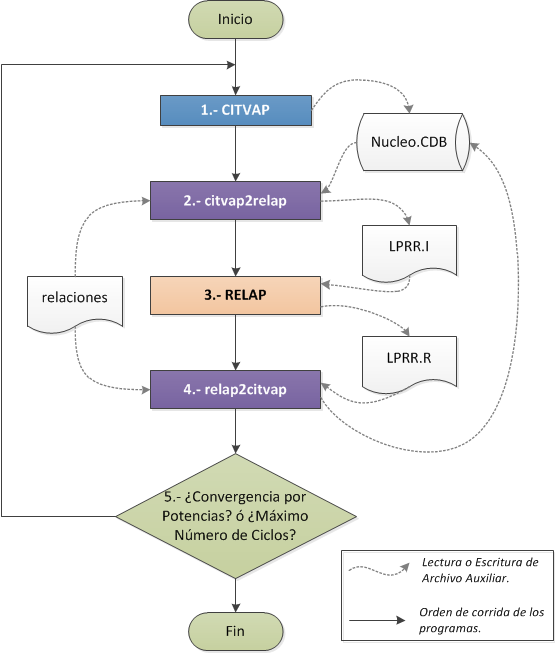 Inicio
1.- CITVAP
Nucleo.CDB
2.- citvap2relap
LPRR.I
relaciones
3.- RELAP
LPRR.R
4.- relap2citvap
5.- ¿Convergencia por
Potencias? ó ¿Máximo
Número de Ciclos?
Fin
Lectura o Escritura de
Archivo Auxiliar.
Orden de corrida de los
programas.